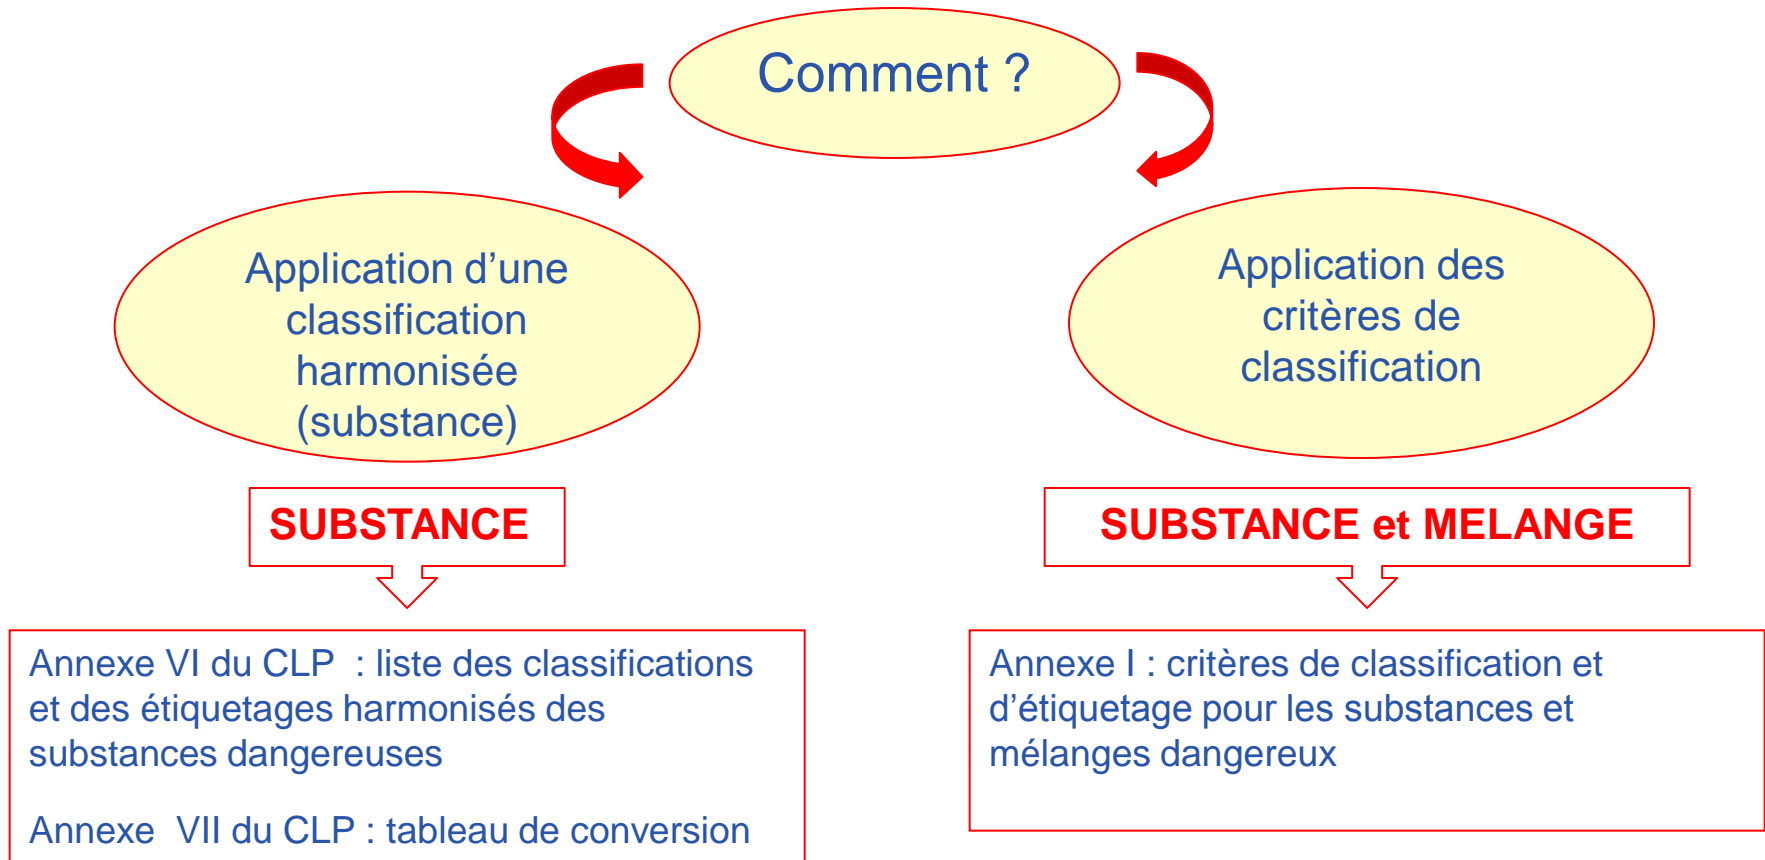 Comment ?
Application d’une
classification
harmonisée
(substance)
Application des
critères de
classification
SUBSTANCE
SUBSTANCE et MELANGE
Annexe VI du CLP : liste des classifications
et des étiquetages harmonisés des
substances dangereuses
Annexe VII du CLP : tableau de conversion
Annexe I : critères de classification et
d’étiquetage pour les substances et
mélanges dangereux